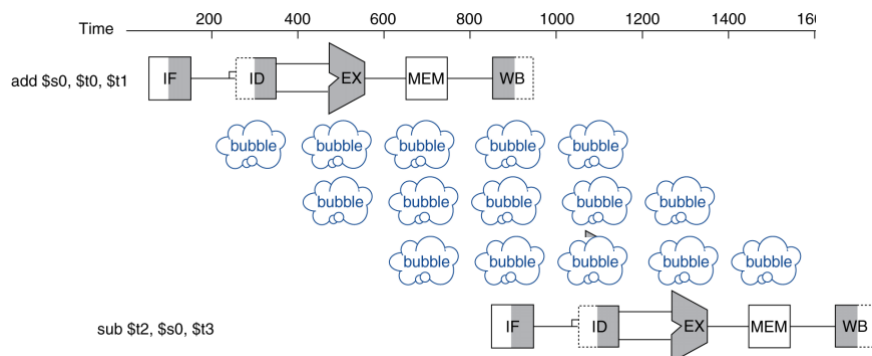 Time 200 400 600 800 1000 1200 1400 16
add $s0, $t0, $t1 IF ID EX MEM WB
bubble bubble bubble bubble bubble
bubble bubble bubble bubble bubble
bubble bubble bubble bubble bubble
sub $t2, $s0, $t3 IF ID EX MEM WB